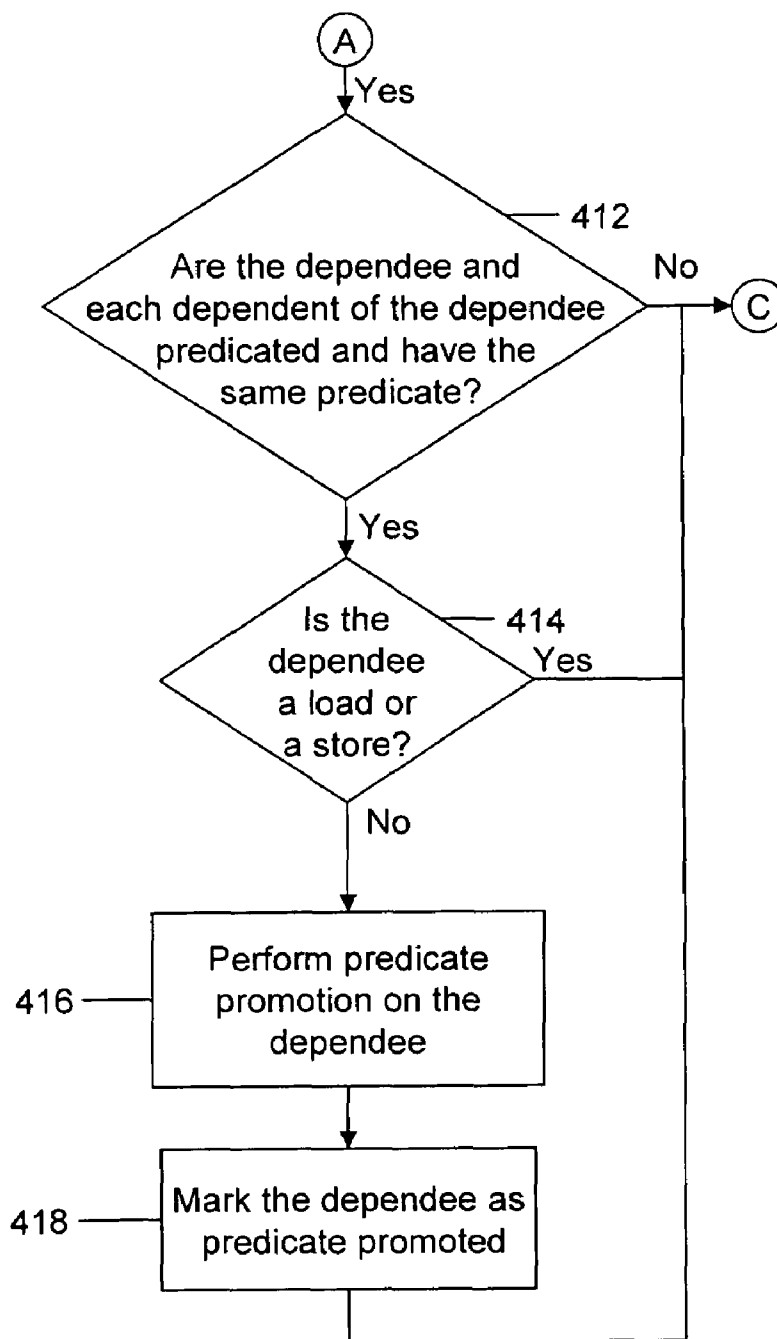 A
Yes
412
Are the dependee and
each dependent of the dependee
predicated and have the
same predicate?
No
C
Yes
414
Is the
dependee
a load or
a store?
Yes
No
416
Perform predicate
promotion on the
dependee
418
Mark the dependee as
predicate promoted